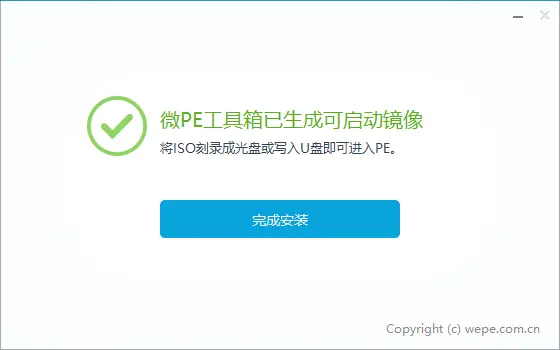 微PE工具箱已生成可启动镜像
将ISO刻录成光盘或写入U盘即可进入PE。
完成安装
Copyright (c) wepe.com.cn